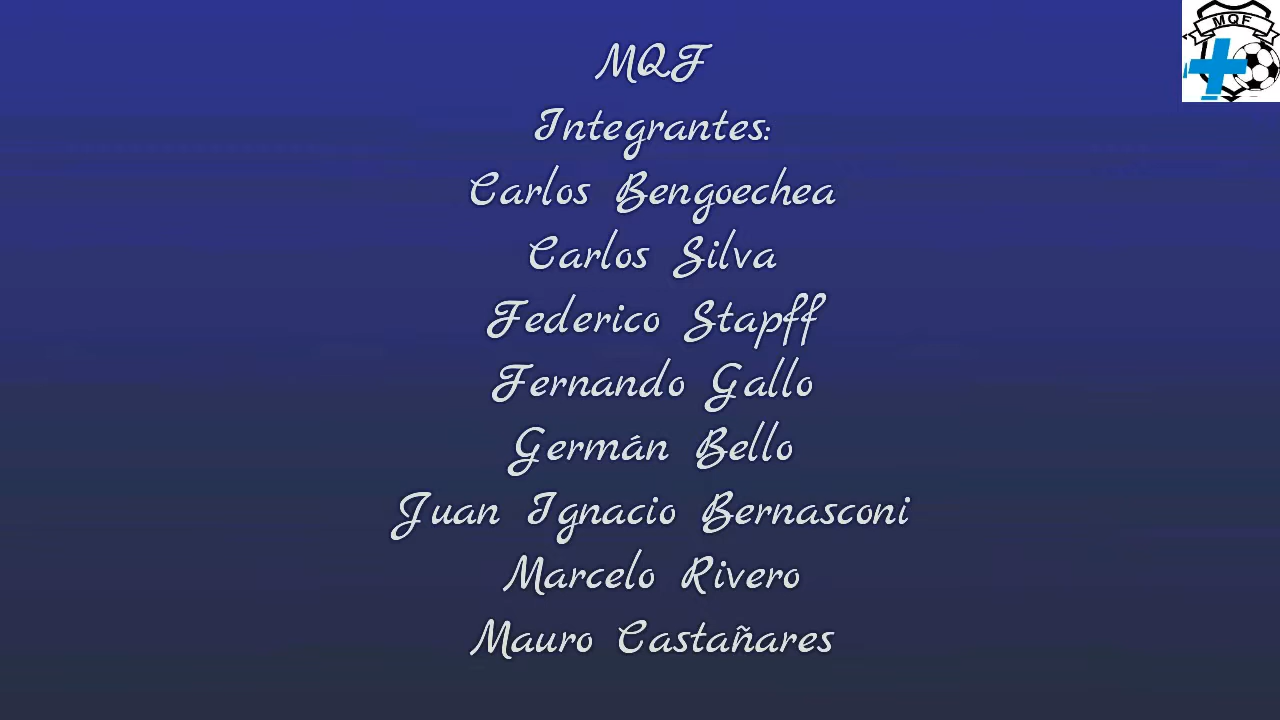 MQF
MQF
Integrantes:
Carlos Bengoechea
Carlos Silva
Federico Stapff
Fernando Gallo
Germán Bello
Juan Ignacio Bernasconi
Marcelo Rivero
Mauro Castañares